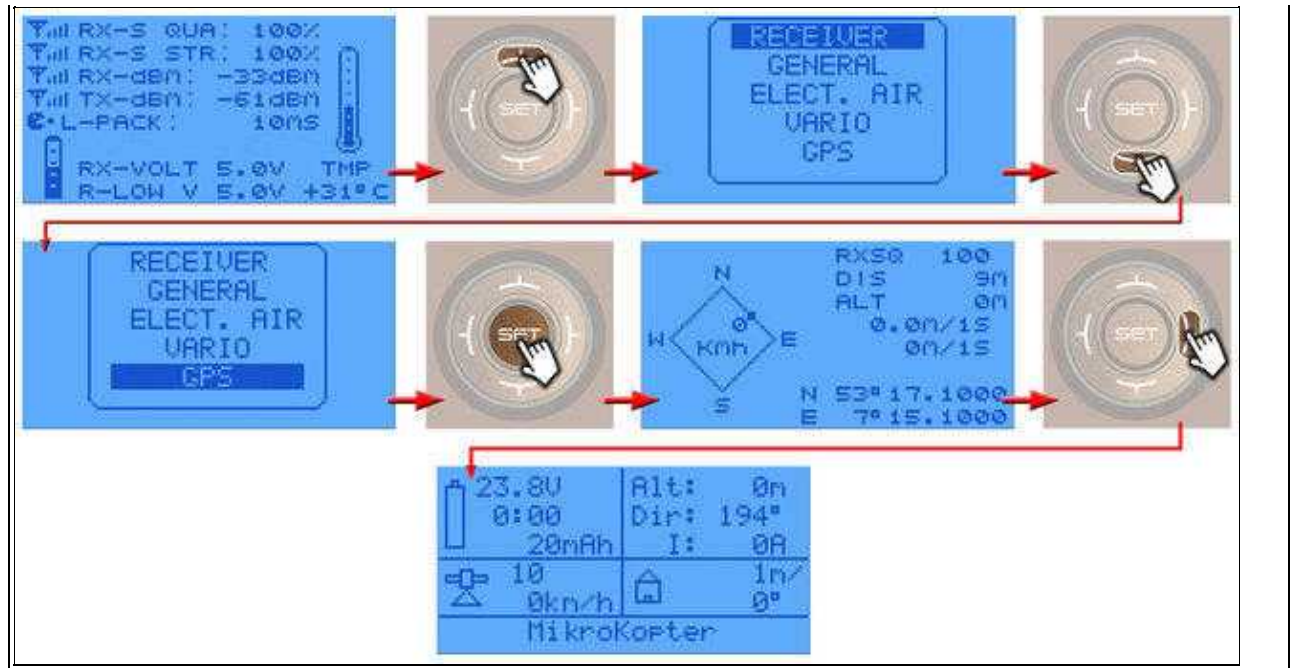 RX-S QUA: 100%
RX-S STR: 100%
RX-dBm: -33dBm
TX-dBm: -61dBm
L-PACK: 10ms
RX-VOLT 5.0V TMP
R-LOW V 5.0V +31°C
SET
RECEIVER
GENERAL
ELECT. AIR
VARIO
GPS
SET
RECEIVER
GENERAL
ELECT. AIR
VARIO
GPS
SET
RXSQ 100
DIS 9m
ALT 0m
0.0m/1S
0m/1S
N
W 0° E
Kmh
S
N 53°17.1000
E 7°15.1000
SET
23.8V
0:00
20mAh
Alt: 0m
Dir: 194°
I: 0A
10
0km/h
1m/
0°
MikroKopter